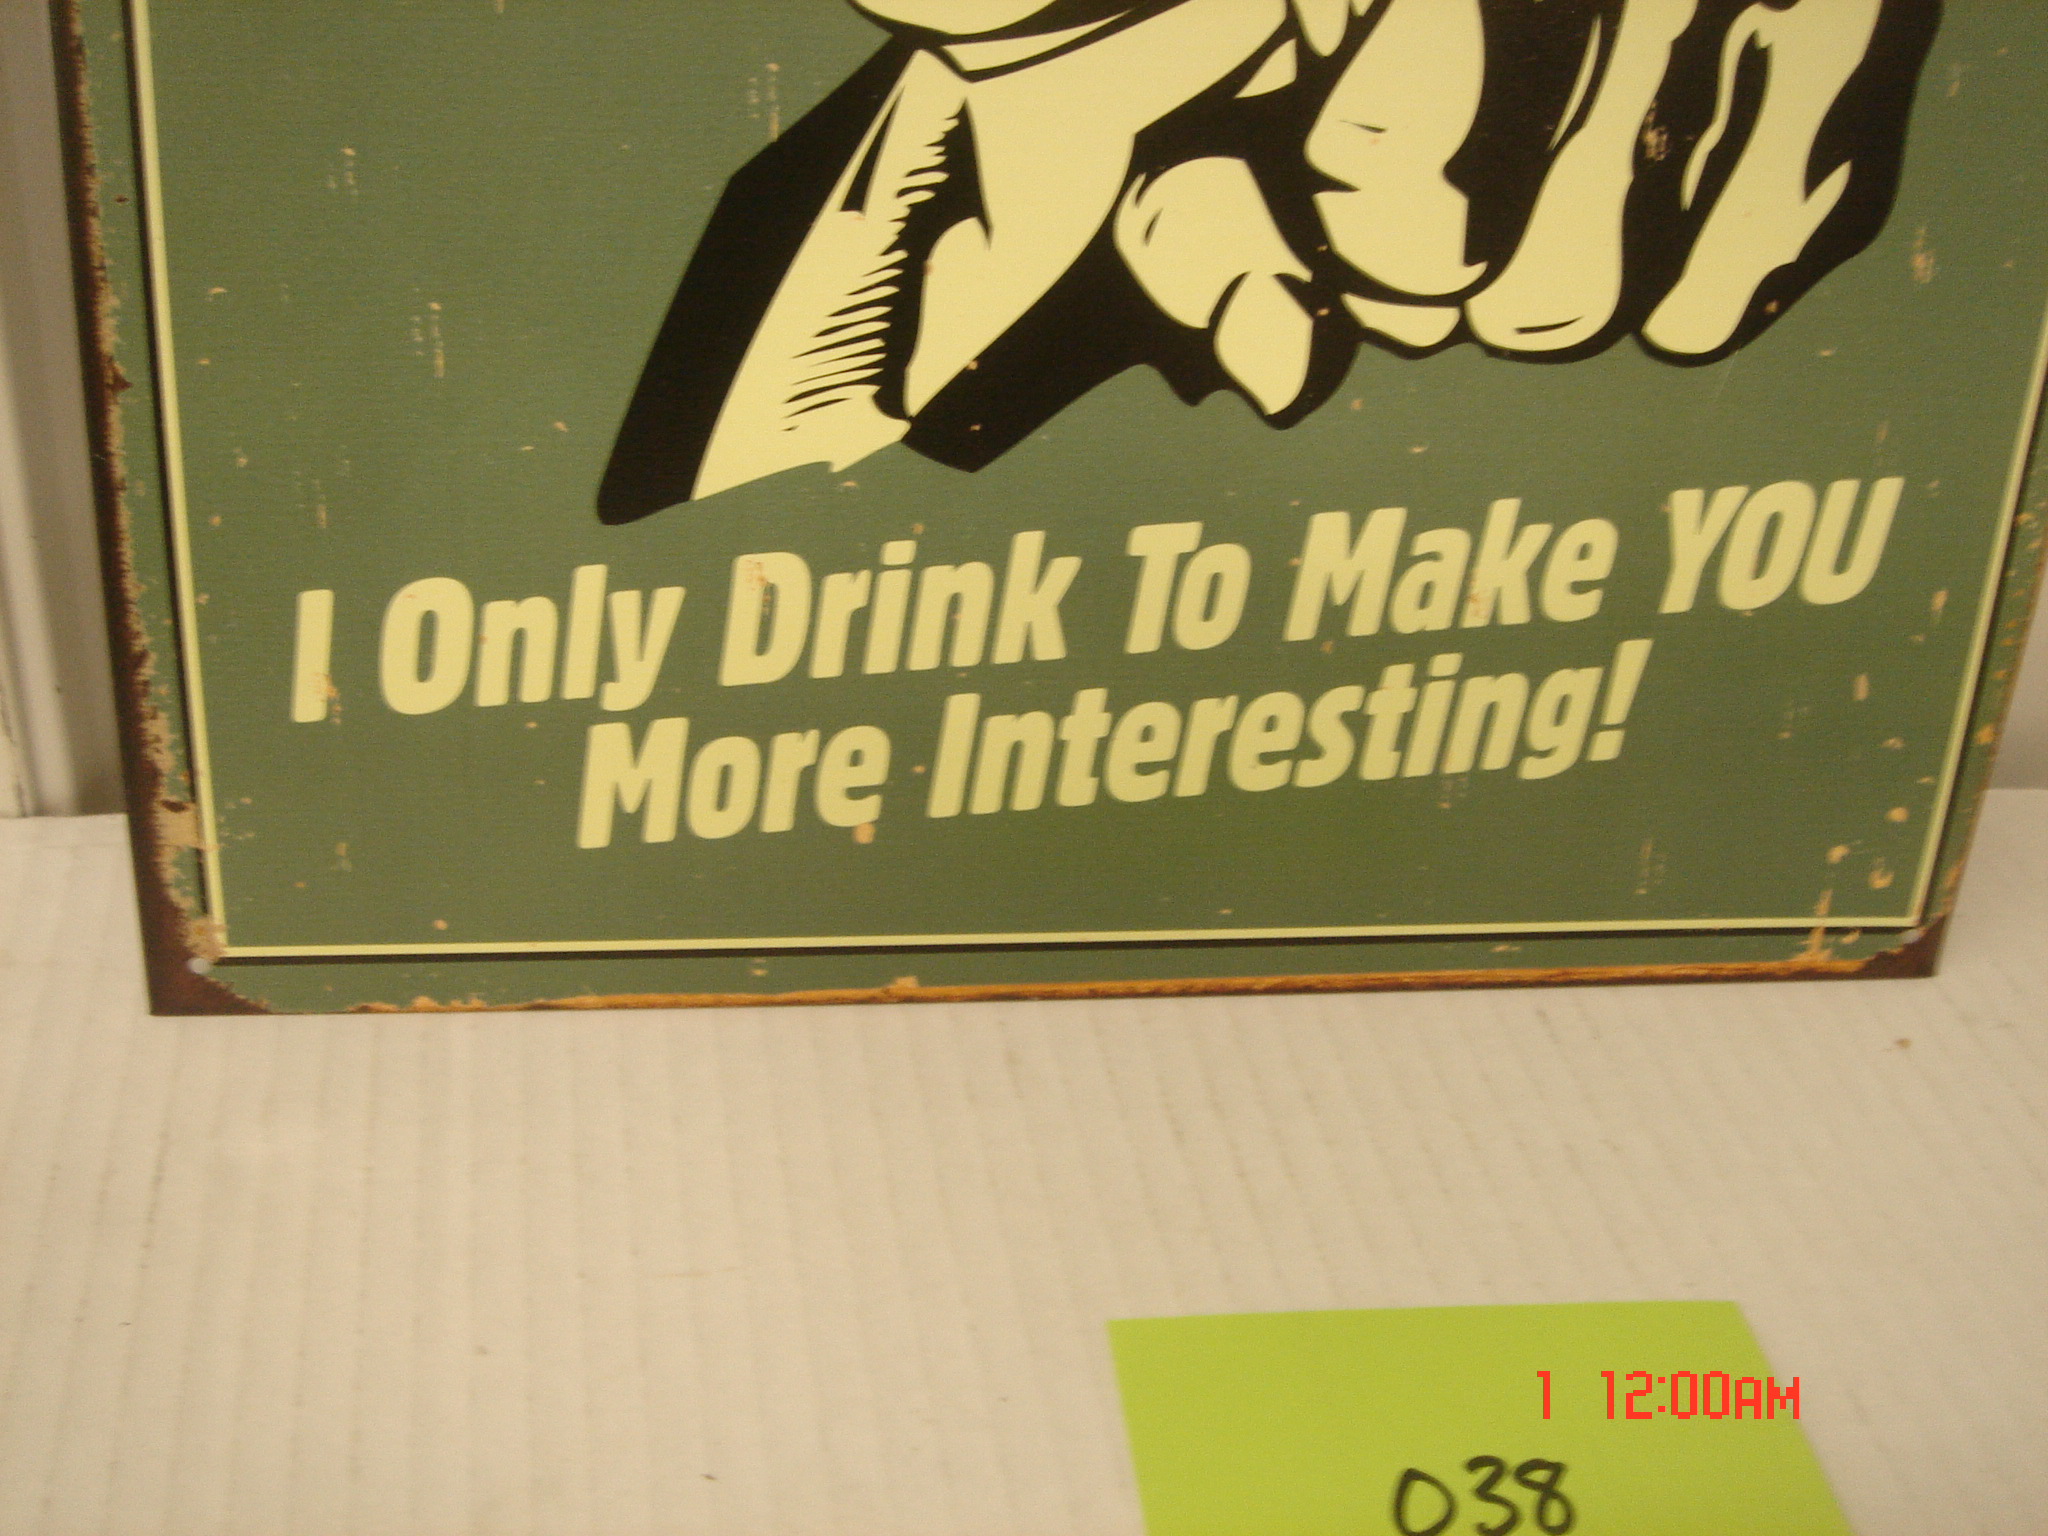 I Only Drink To Make YOU
More Interesting!
1 12:00AM
038